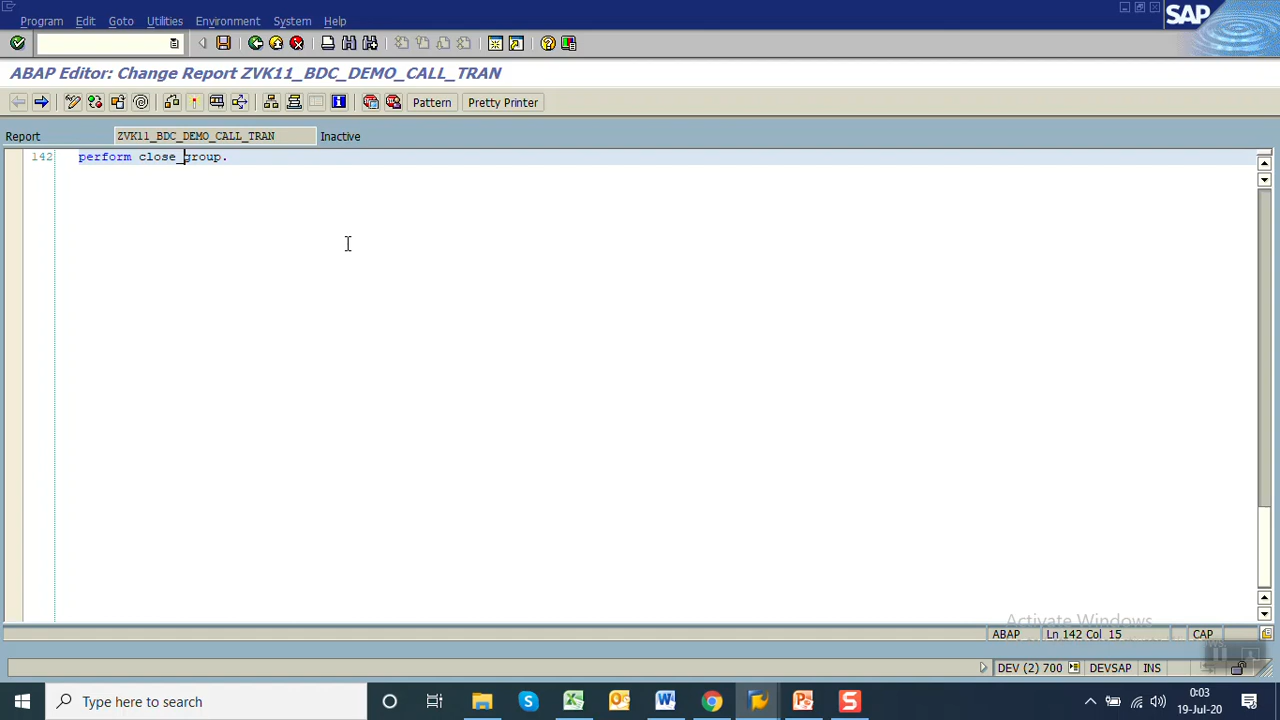 Program Edit Goto Utilities Environment System Help
SAP
ABAP Editor: Change Report ZVK11_BDC_DEMO_CALL_TRAN
Pattern Pretty Printer
Report ZVK11_BDC_DEMO_CALL_TRAN Inactive
142 perform close_group.
Activate Windows
ABAP Ln 142 Col 15 CAP
DEV (2) 700 DEVSAP INS
Type here to search
0:03
19-Jul-20